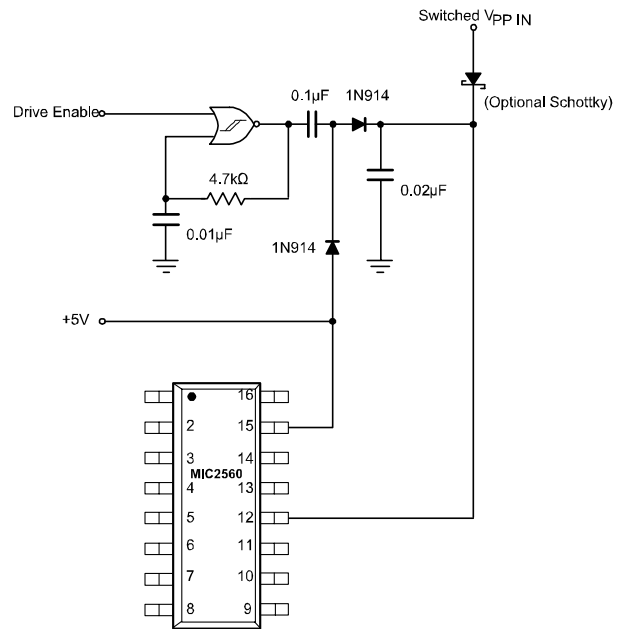 Switched VPP IN
(Optional Schottky)
0.1µF
1N914
Drive Enable
4.7kΩ
0.01µF
0.02µF
1N914
+5V
16
2
15
3
14
MIC2560
4
13
5
12
6
11
7
10
8
9